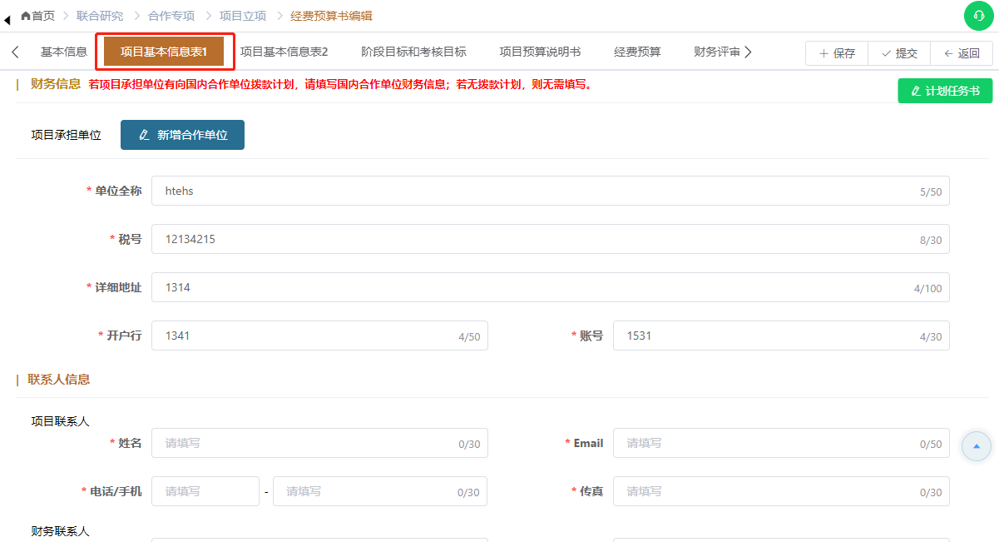 首页 联合研究 合作专项 项目立项 经费预算书编辑
基本信息 项目基本信息表1 项目基本信息表2 阶段目标和考核目标 项目预算说明书 经费预算 财务评审 保存 提交 返回
财务信息 若项目承担单位有向国内合作单位拨款计划，请填写国内合作单位财务信息；若无拨款计划，则无需填写。
计划任务书
项目承担单位 新增合作单位
* 单位全称 htehs 5/50
* 税号 12134215 8/30
* 详细地址 1314 4/100
* 开户行 1341 4/50 * 账号 1531 4/30
联系人信息
项目联系人
* 姓名 请填写 0/30 * Email 请填写 0/50
* 电话/手机 请填写 - 请填写 0/30 * 传真 请填写 0/30
财务联系人